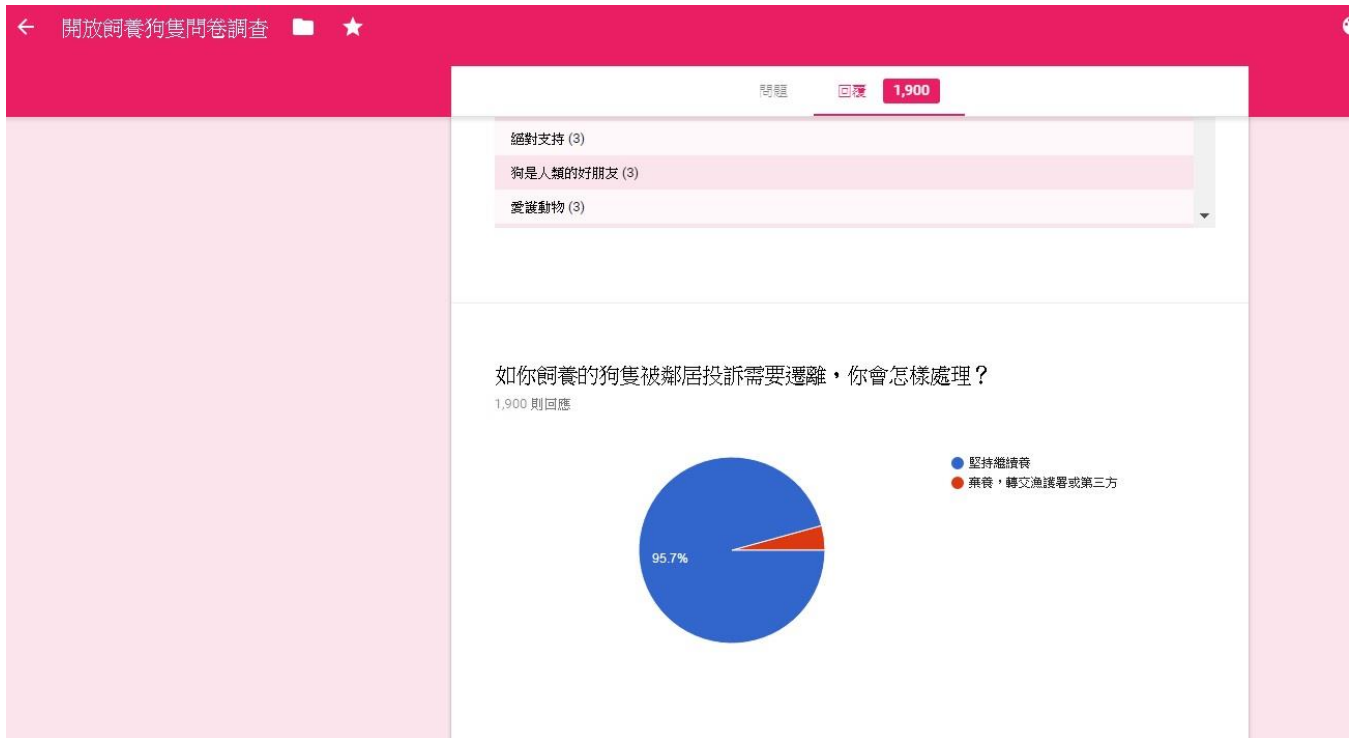 開放飼養狗隻問卷調查
問題 回覆 1,900
絕對支持 (3)
狗是人類的好朋友 (3)
愛護動物 (3)
如你飼養的狗隻被鄰居投訴需要遷離，你會怎樣處理？
1,900 則回應
堅持繼續養
棄養，轉交漁護署或第三方
95.7%